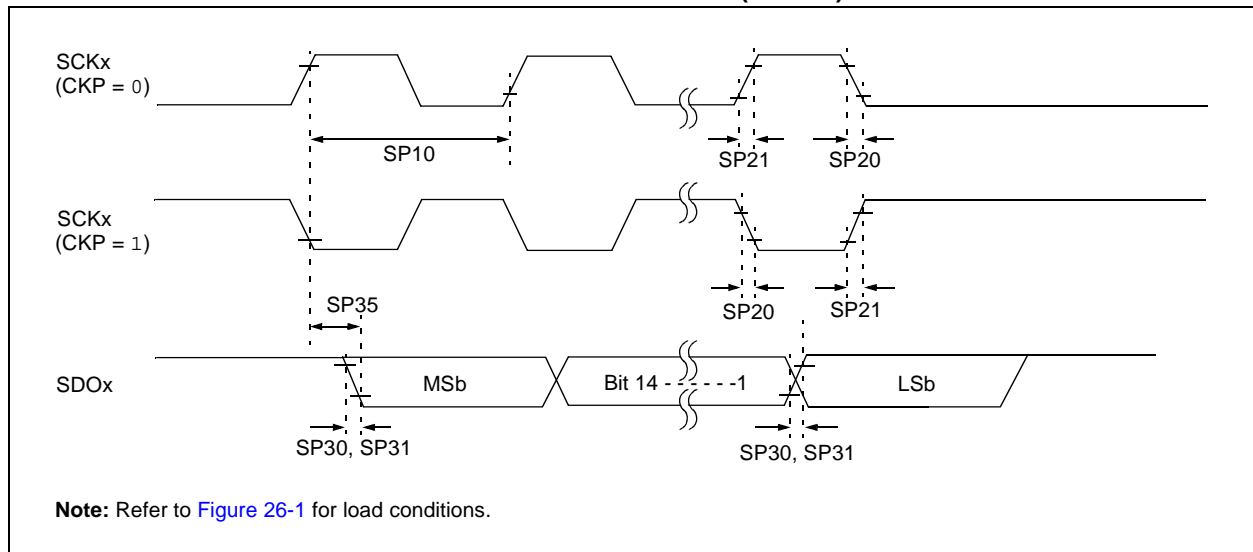 SCKx
(CKP = 0)
SP10
SP21
SP20
SCKx
(CKP = 1)
SP35
SP20
SP21
SDOx
MSb
Bit 14 - - - - - -1
LSb
SP30, SP31
SP30, SP31
Note: Refer to Figure 26-1 for load conditions.